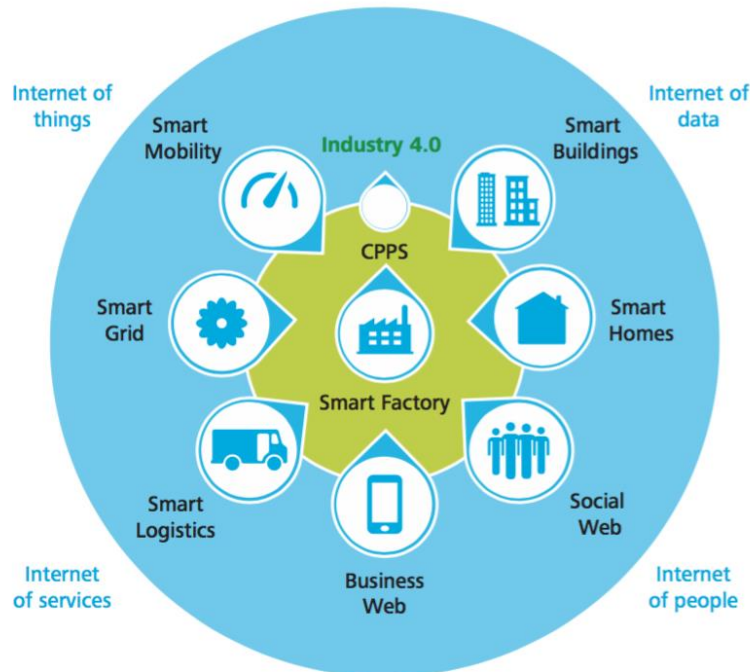 Internet of
things
Internet of
data
Smart
Mobility
Industry 4.0
Smart
Buildings
CPPS
Smart
Grid
Smart
Homes
Smart Factory
Smart
Logistics
Social
Web
Business
Web
Internet
of services
Internet
of people